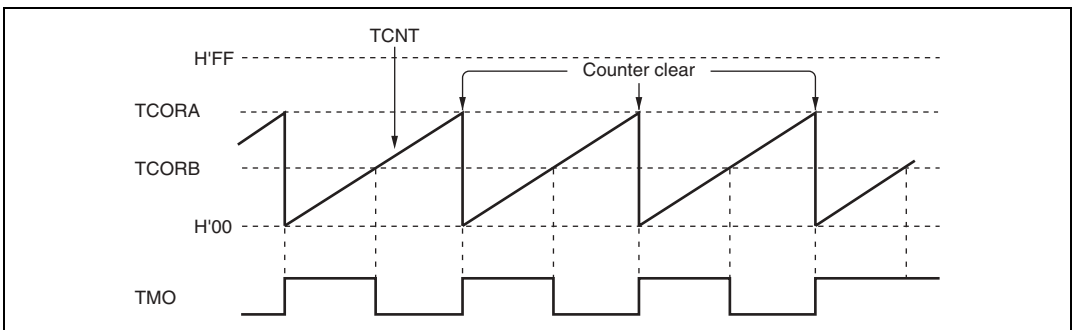 TCNT
H'FF
Counter clear
TCORA
TCORB
H'00
TMO